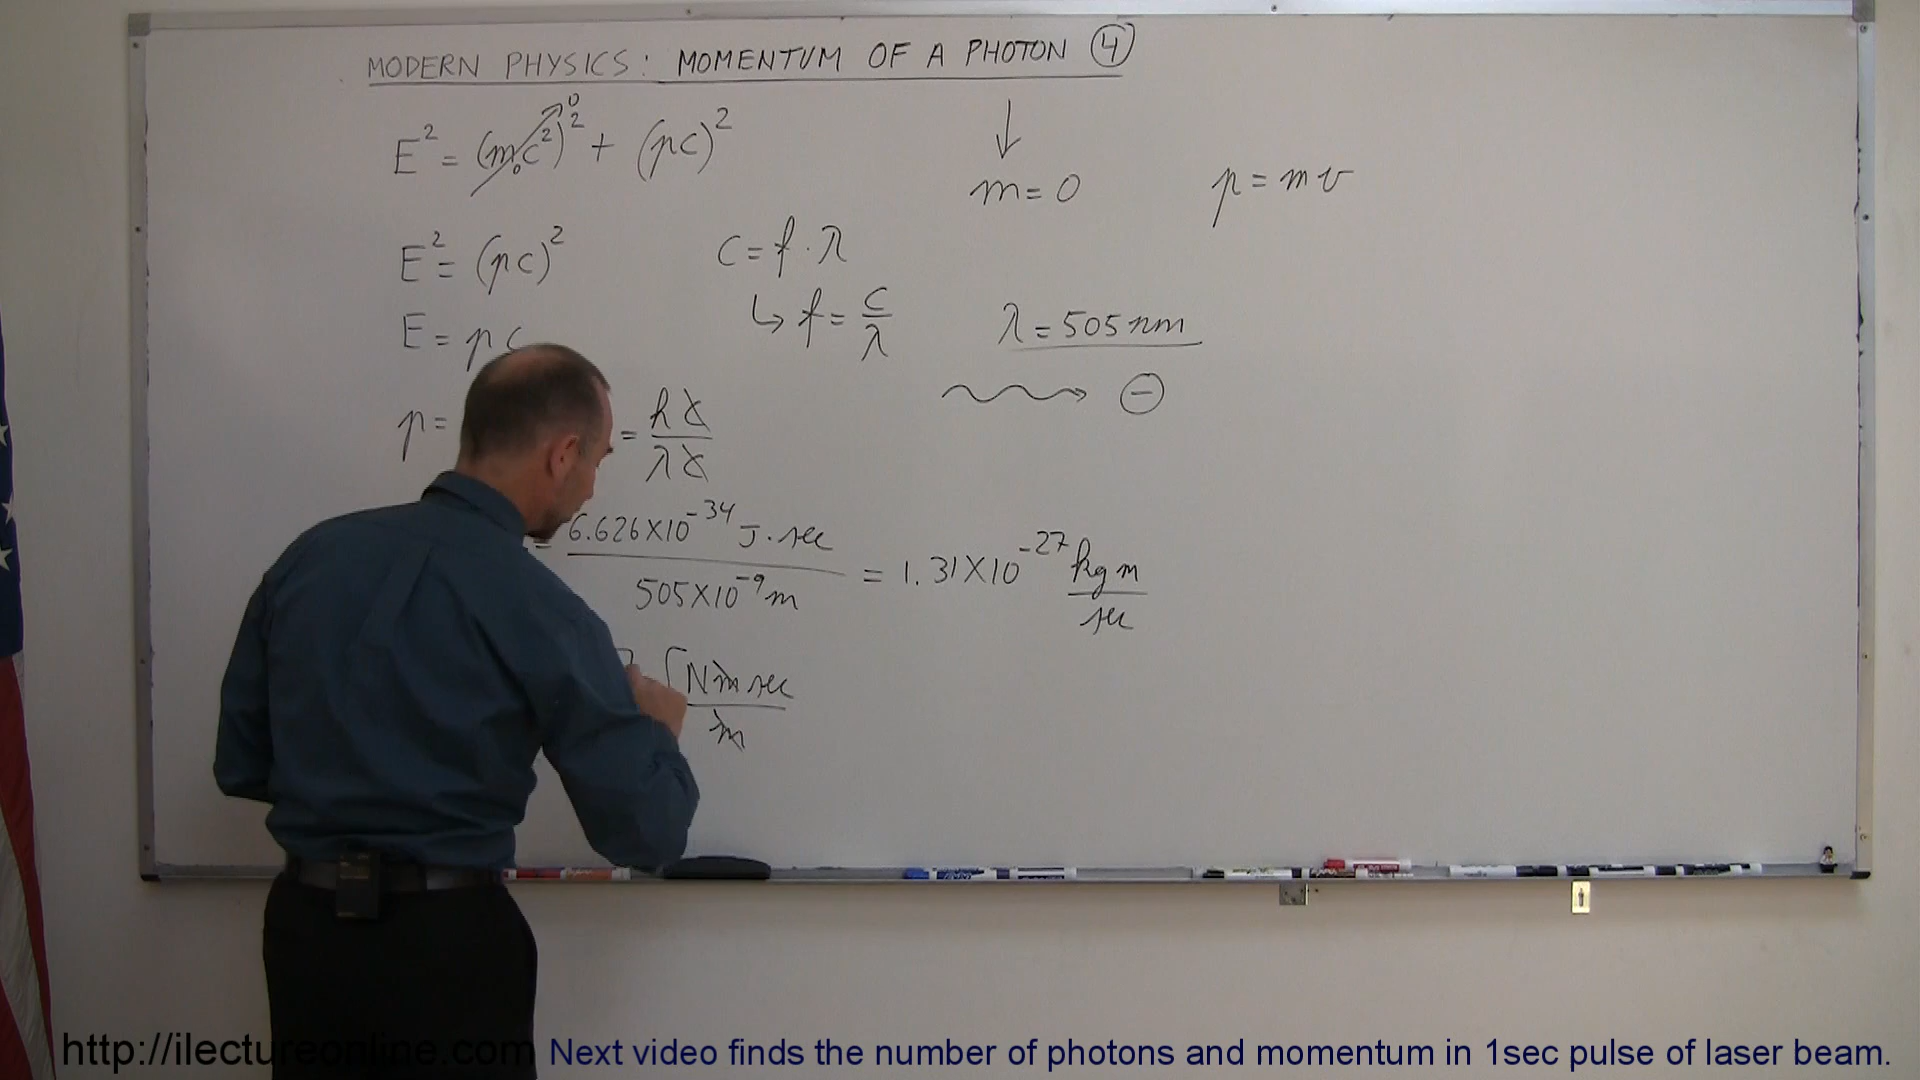 MODERN PHYSICS: MOMENTUM OF A PHOTON 4
E² = (m₀c²)² + (pc)²
0
m = 0
p = mv
E² = (pc)²
c = f · λ
↳ f = c/λ
E = pc
λ = 505 nm
p =
= hc/λc
= 6.626×10⁻³⁴ J·sec / 505×10⁻⁹ m = 1.31×10⁻²⁷ kg m/sec
[N m sec / m
http://ilectureonline.com Next video finds the number of photons and momentum in 1sec pulse of laser beam.